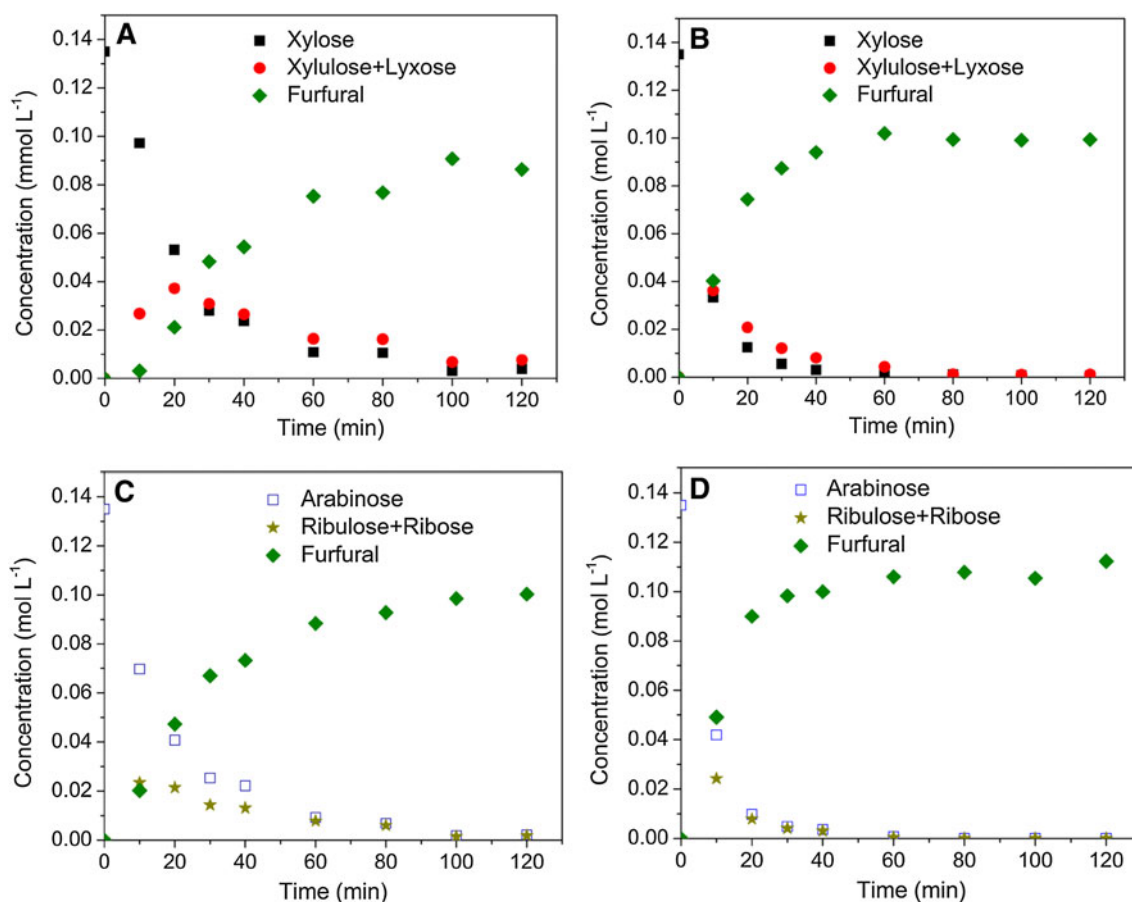 A
Xylose
Xylulose+Lyxose
Furfural
0.14
0.12
0.10
0.08
0.06
0.04
0.02
0.00
Concentration (mmol L⁻¹)
0 20 40 60 80 100 120
Time (min)
B
Xylose
Xylulose+Lyxose
Furfural
0.14
0.12
0.10
0.08
0.06
0.04
0.02
0.00
Concentration (mol L⁻¹)
0 20 40 60 80 100 120
Time (min)
C
Arabinose
Ribulose+Ribose
Furfural
0.14
0.12
0.10
0.08
0.06
0.04
0.02
0.00
Concentration (mol L⁻¹)
0 20 40 60 80 100 120
Time (min)
D
Arabinose
Ribulose+Ribose
Furfural
0.14
0.12
0.10
0.08
0.06
0.04
0.02
0.00
Concentration (mol L⁻¹)
0 20 40 60 80 100 120
Time (min)